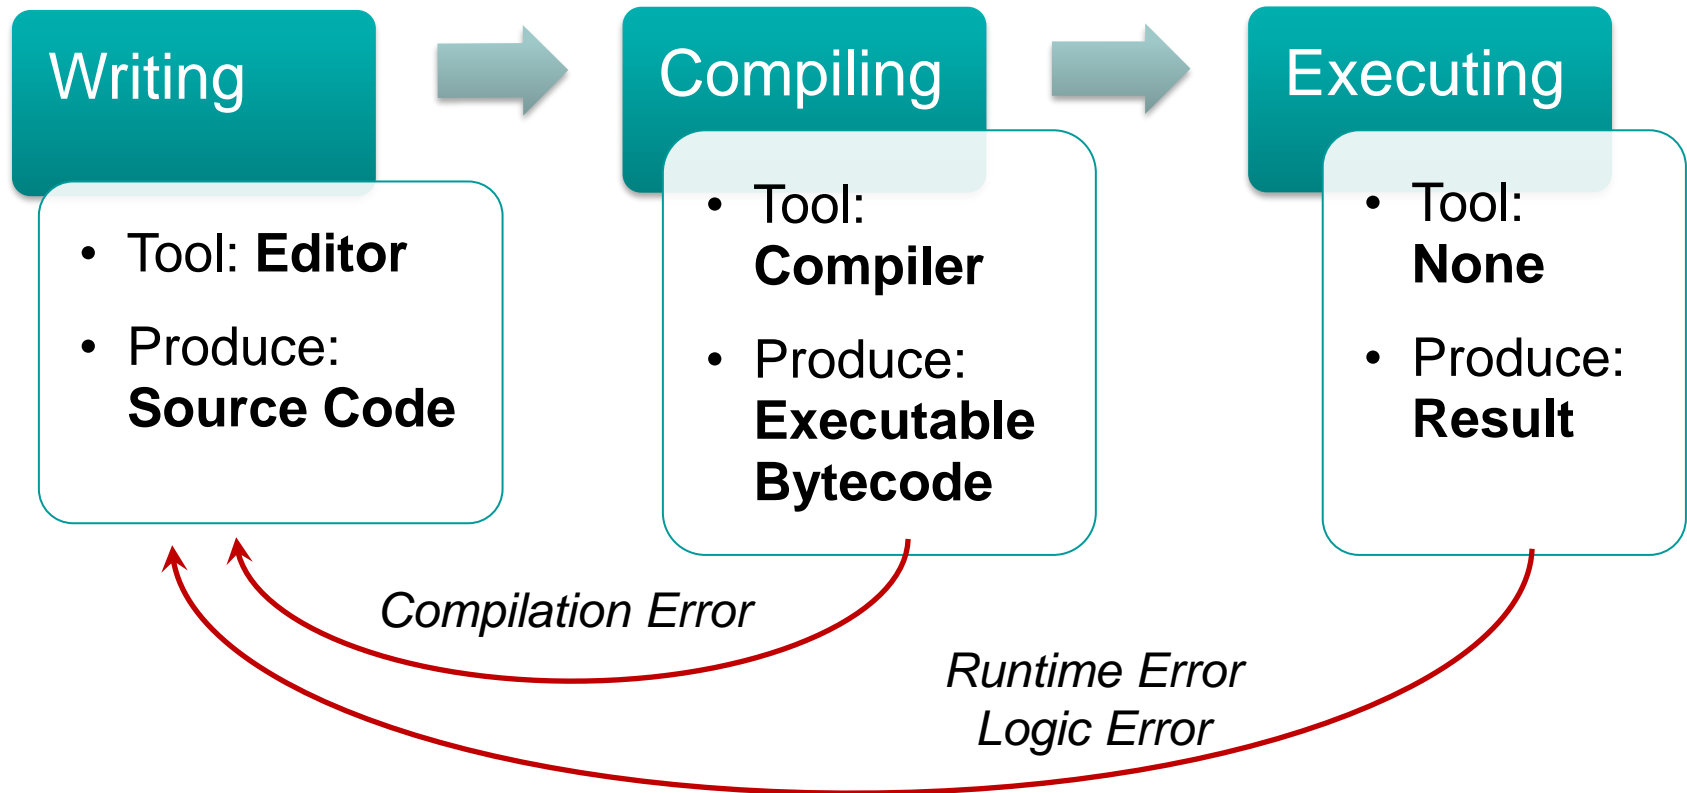 Writing
• Tool: Editor
• Produce:
Source Code
Compiling
• Tool:
Compiler
• Produce:
Executable
Bytecode
Executing
• Tool:
None
• Produce:
Result
Compilation Error
Runtime Error
Logic Error